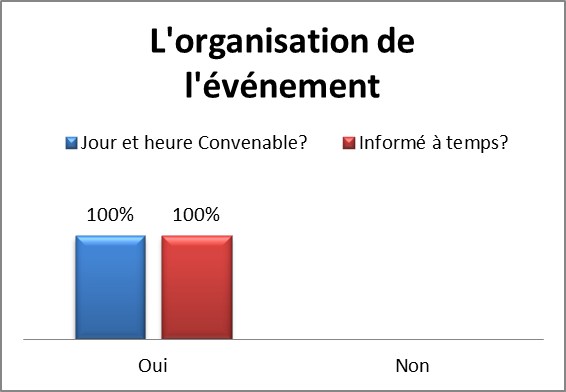 L'organisation de
l'événement
Jour et heure Convenable? Informé à temps?
100% 100%
Oui Non